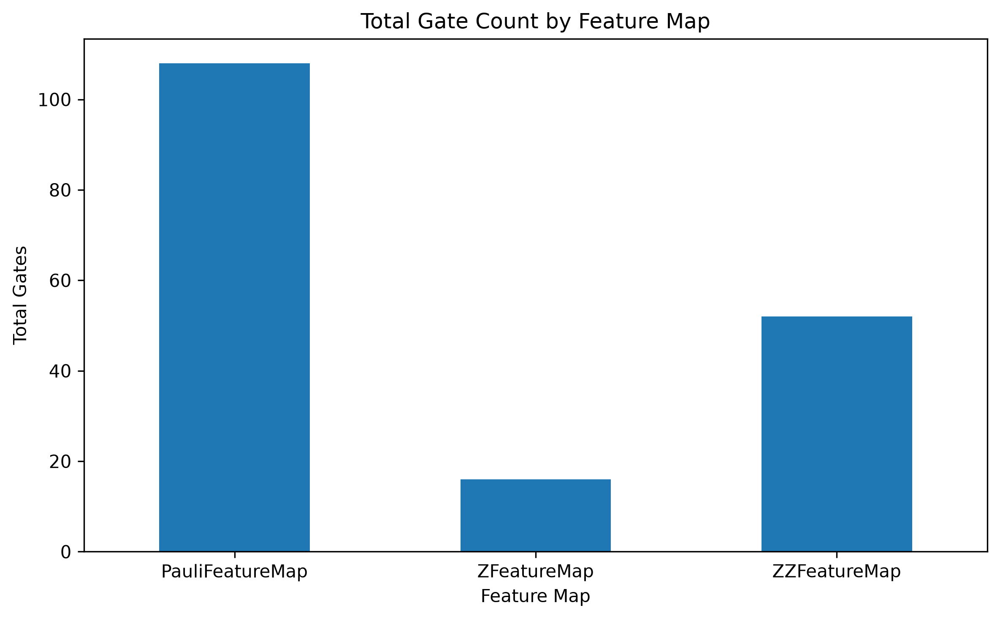 Total Gate Count by Feature Map
Total Gates
100
80
60
40
20
0
PauliFeatureMap
ZFeatureMap
ZZFeatureMap
Feature Map